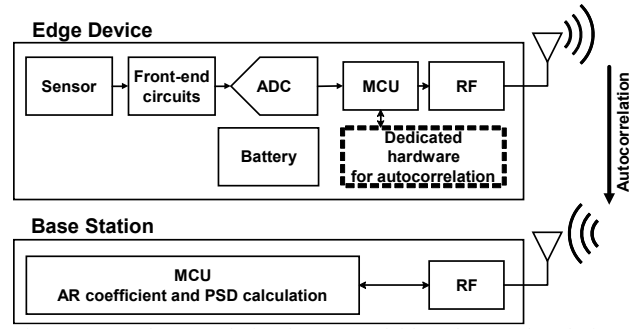 Edge Device
Sensor
Front-end
circuits
ADC
MCU
RF
Battery
Dedicated
hardware
for autocorrelation
Autocorrelation
Base Station
MCU
AR coefficient and PSD calculation
RF